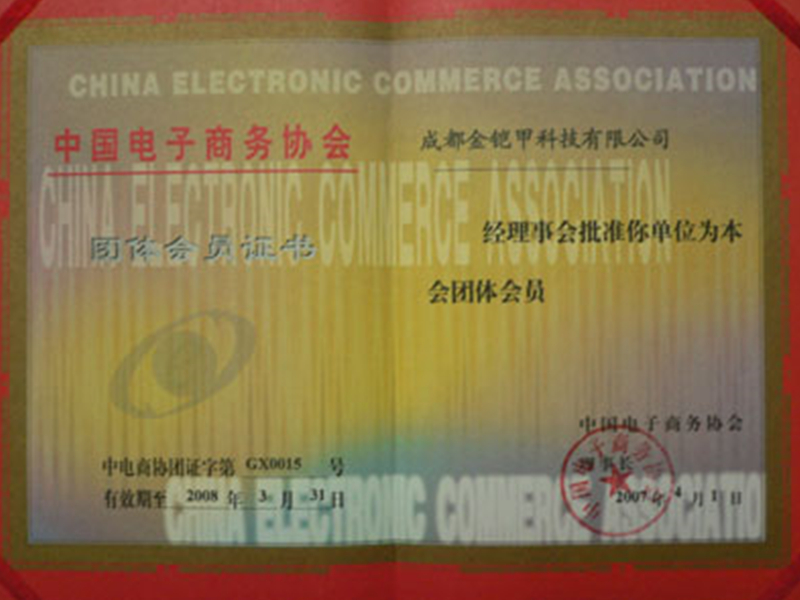 CHINA ELECTRONIC COMMERCE ASSOCIATION
中国电子商务协会
CHINA ELECTRONIC COMMERCE ASSOCIATION
团体会员证书
中电商协团证字第 GX0015 号
有效期至 2008 年 3 月 31 日
成都金铠甲科技有限公司
经理事会批准你单位为本
会团体会员
中国电子商务协会
理事长
2007 年 4 月 1 日
CHINA ELECTRONIC COMMERCE ASSOCIATIO